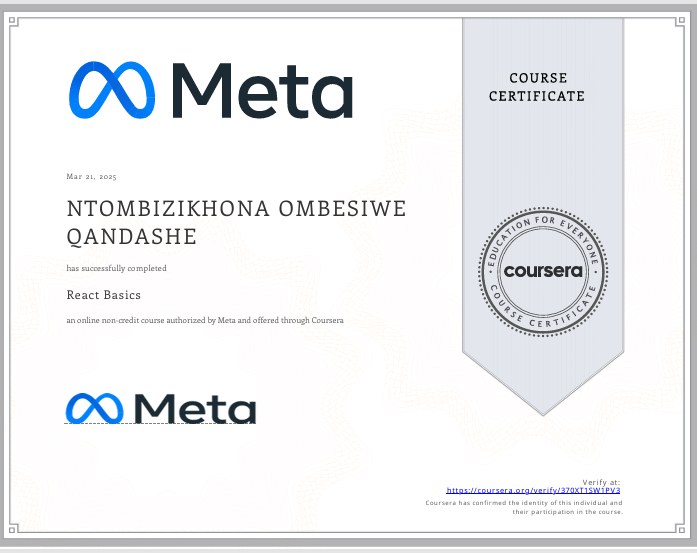 Meta
COURSE
CERTIFICATE
Mar 21, 2025
NTOMBIZIKHONA OMBESIWE
QANDASHE
has successfully completed
React Basics
an online non-credit course authorized by Meta and offered through Coursera
EDUCATION FOR EVERYONE
coursera
COURSE CERTIFICATE
Meta
Verify at:
https://coursera.org/verify/370XT1SW1PV3
Coursera has confirmed the identity of this individual and
their participation in the course.